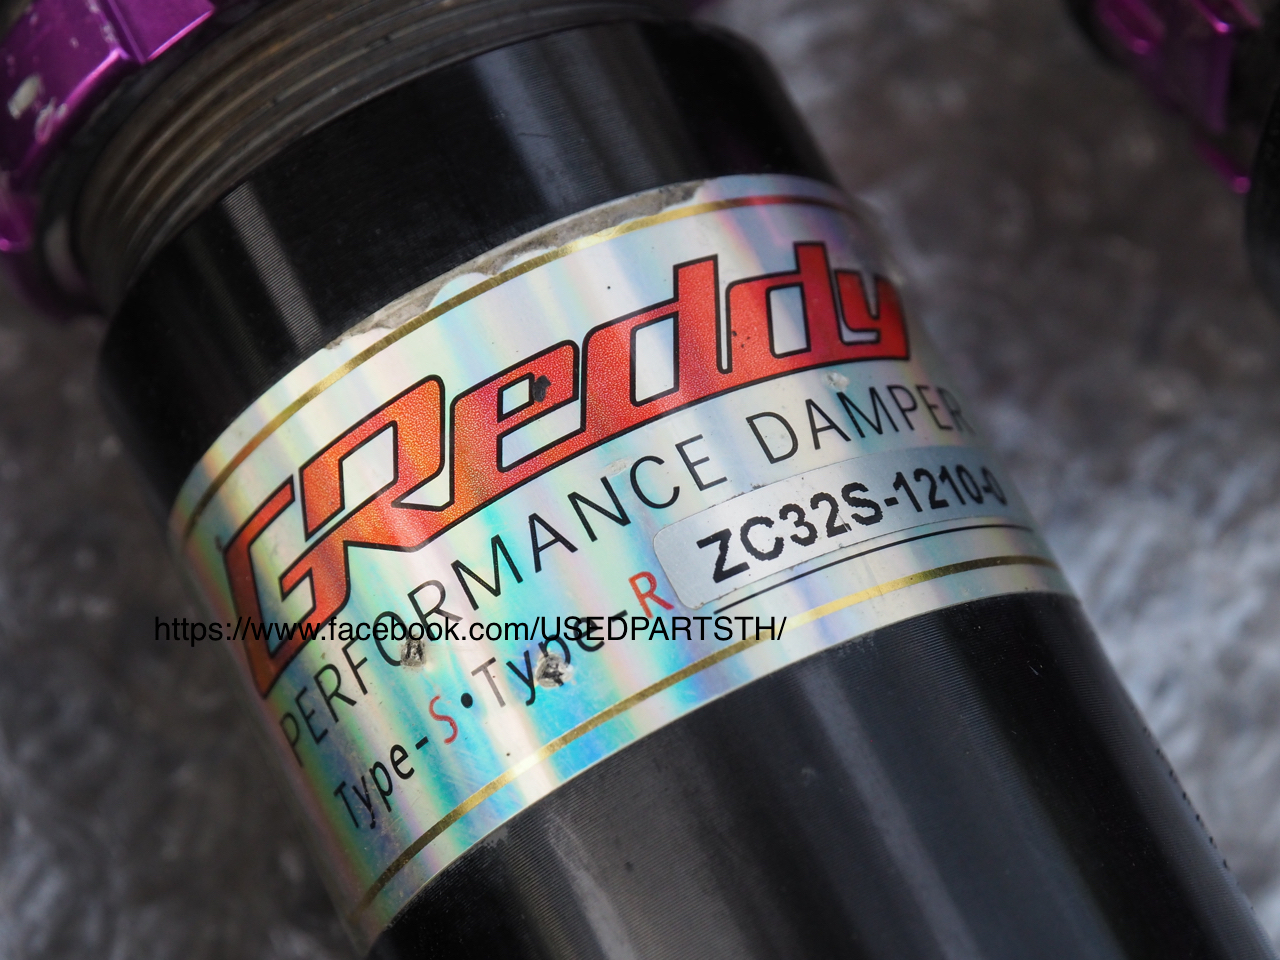 GReddy
PERFORMANCE DAMPER
ZC32S-1210-0
Type-S•Type-R
https://www.facebook.com/USEDPARTSTH/